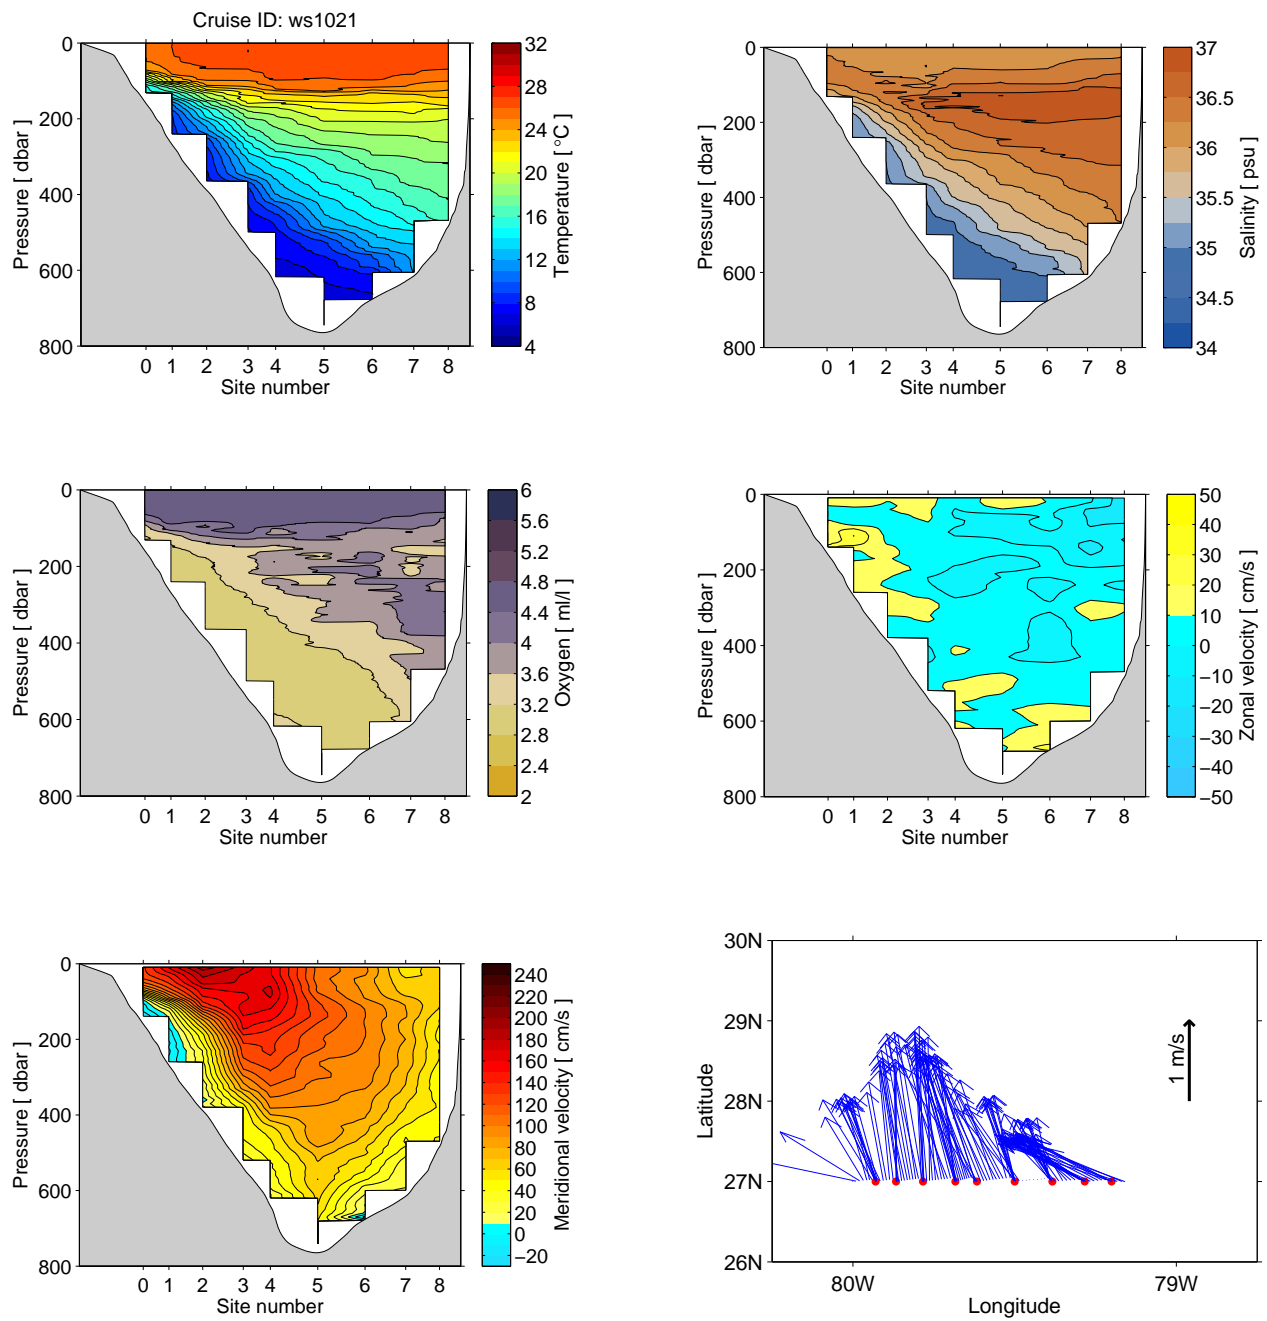 Cruise ID: ws1021
0
200
400
600
800
Pressure [ dbar ]
0 1 2 3 4 5 6 7 8
Site number
32
28
24
20
16
12
8
4
Temperature [ °C ]
0
200
400
600
800
Pressure [ dbar ]
0 1 2 3 4 5 6 7 8
Site number
37
36.5
36
35.5
35
34.5
34
Salinity [ psu ]
0
200
400
600
800
Pressure [ dbar ]
0 1 2 3 4 5 6 7 8
Site number
6
5.6
5.2
4.8
4.4
4
3.6
3.2
2.8
2.4
2
Oxygen [ ml/l ]
0
200
400
600
800
Pressure [ dbar ]
0 1 2 3 4 5 6 7 8
Site number
50
40
30
20
10
0
−10
−20
−30
−40
−50
Zonal velocity [ cm/s ]
0
200
400
600
800
Pressure [ dbar ]
0 1 2 3 4 5 6 7 8
Site number
240
220
200
180
160
140
120
100
80
60
40
20
0
−20
Meridional velocity [ cm/s ]
30N
29N
28N
27N
26N
Latitude
1 m/s
80W 79W
Longitude